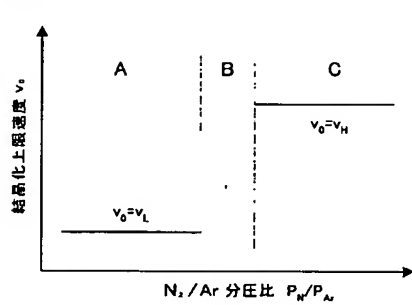 結晶化上限速度 v₀
A
B
C
v₀=v_H
v₀=v_L
N₂/Ar 分圧比 P_N/P_Ar